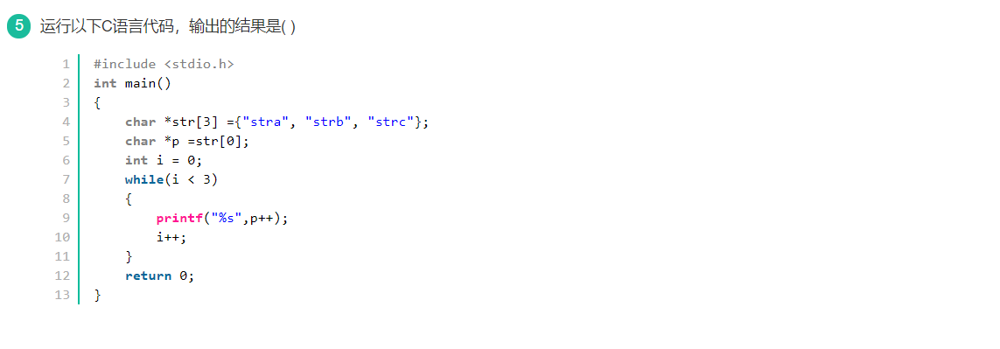 5 运行以下C语言代码，输出的结果是( )
1 #include <stdio.h>
2 int main()
3 {
4     char *str[3] ={"stra", "strb", "strc"};
5     char *p =str[0];
6     int i = 0;
7     while(i < 3)
8     {
9         printf("%s",p++);
10         i++;
11     }
12     return 0;
13 }